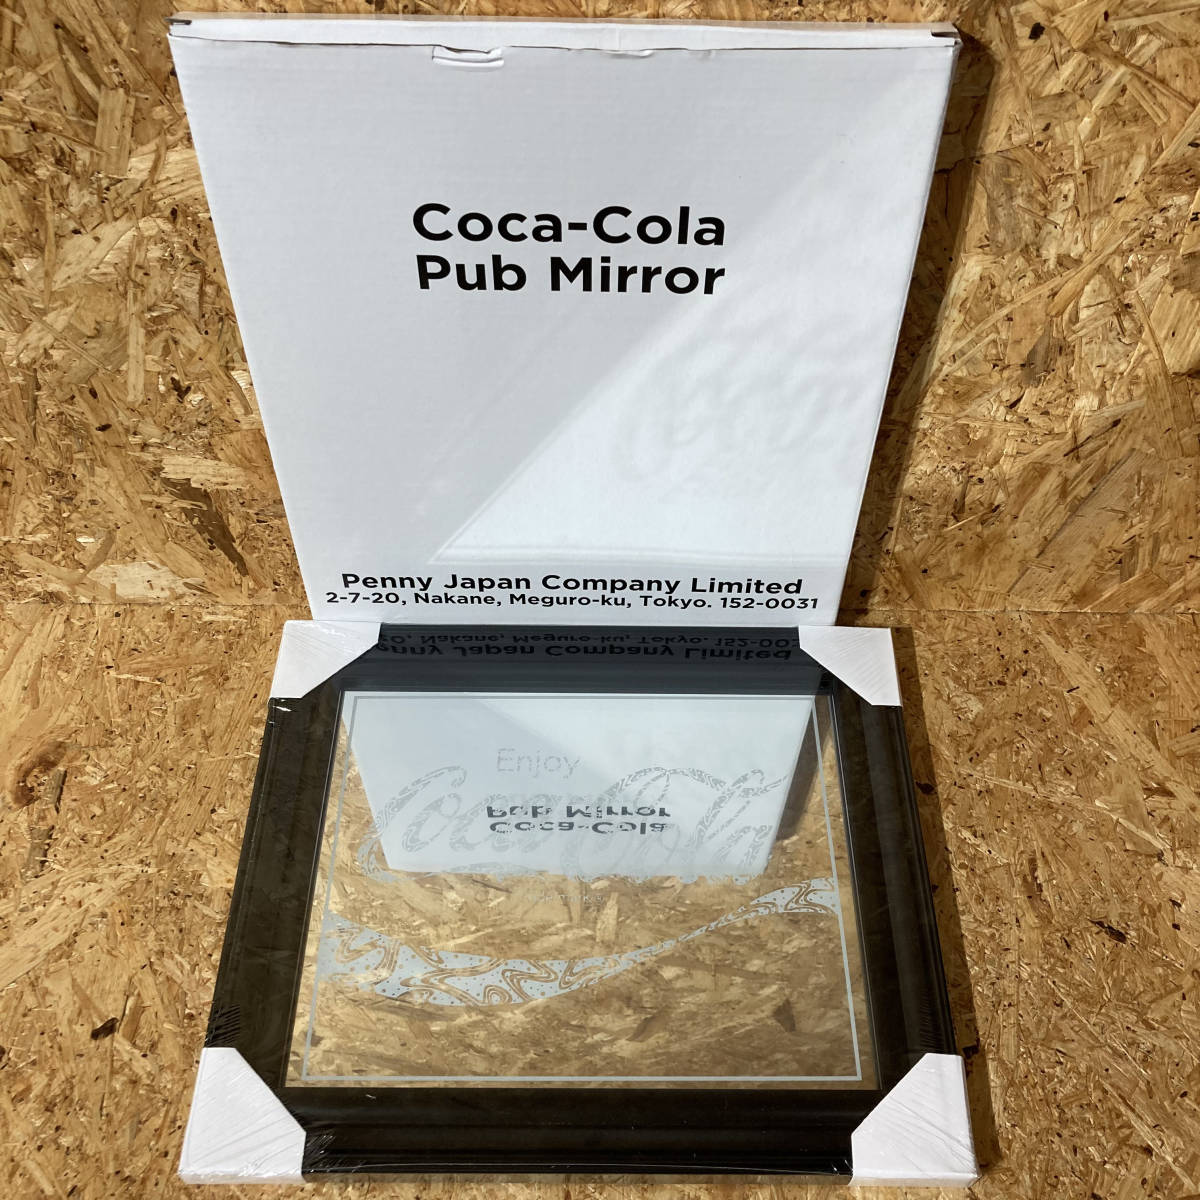 Coca-Cola
Pub Mirror
Penny Japan Company Limited
2-7-20, Nakane, Meguro-ku, Tokyo. 152-0031
Enjoy
Coca-Cola